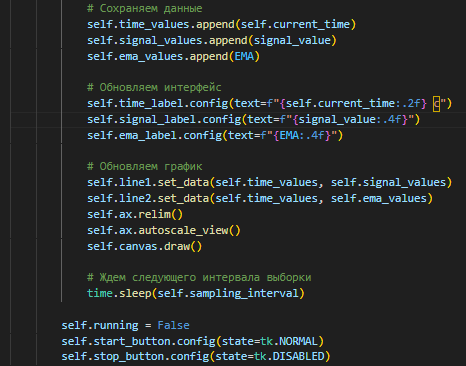 # Сохраняем данные
self.time_values.append(self.current_time)
self.signal_values.append(signal_value)
self.ema_values.append(EMA)
# Обновляем интерфейс
self.time_label.config(text=f"{self.current_time:.2f} с")
self.signal_label.config(text=f"{signal_value:.4f}")
self.ema_label.config(text=f"{EMA:.4f}")
# Обновляем график
self.line1.set_data(self.time_values, self.signal_values)
self.line2.set_data(self.time_values, self.ema_values)
self.ax.relim()
self.ax.autoscale_view()
self.canvas.draw()
# Ждем следующего интервала выборки
time.sleep(self.sampling_interval)
self.running = False
self.start_button.config(state=tk.NORMAL)
self.stop_button.config(state=tk.DISABLED)